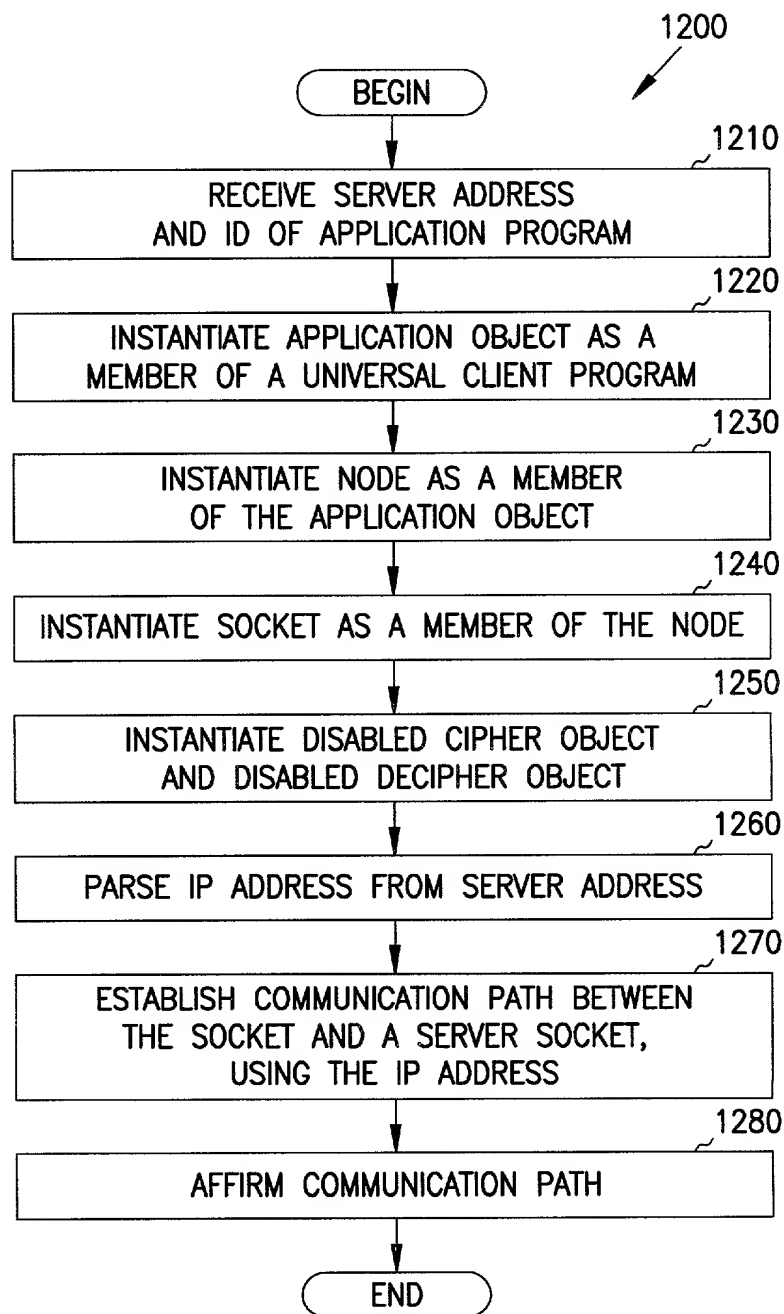 1200
BEGIN
1210
RECEIVE SERVER ADDRESS
AND ID OF APPLICATION PROGRAM
1220
INSTANTIATE APPLICATION OBJECT AS A
MEMBER OF A UNIVERSAL CLIENT PROGRAM
1230
INSTANTIATE NODE AS A MEMBER
OF THE APPLICATION OBJECT
1240
INSTANTIATE SOCKET AS A MEMBER OF THE NODE
1250
INSTANTIATE DISABLED CIPHER OBJECT
AND DISABLED DECIPHER OBJECT
1260
PARSE IP ADDRESS FROM SERVER ADDRESS
1270
ESTABLISH COMMUNICATION PATH BETWEEN
THE SOCKET AND A SERVER SOCKET,
USING THE IP ADDRESS
1280
AFFIRM COMMUNICATION PATH
END